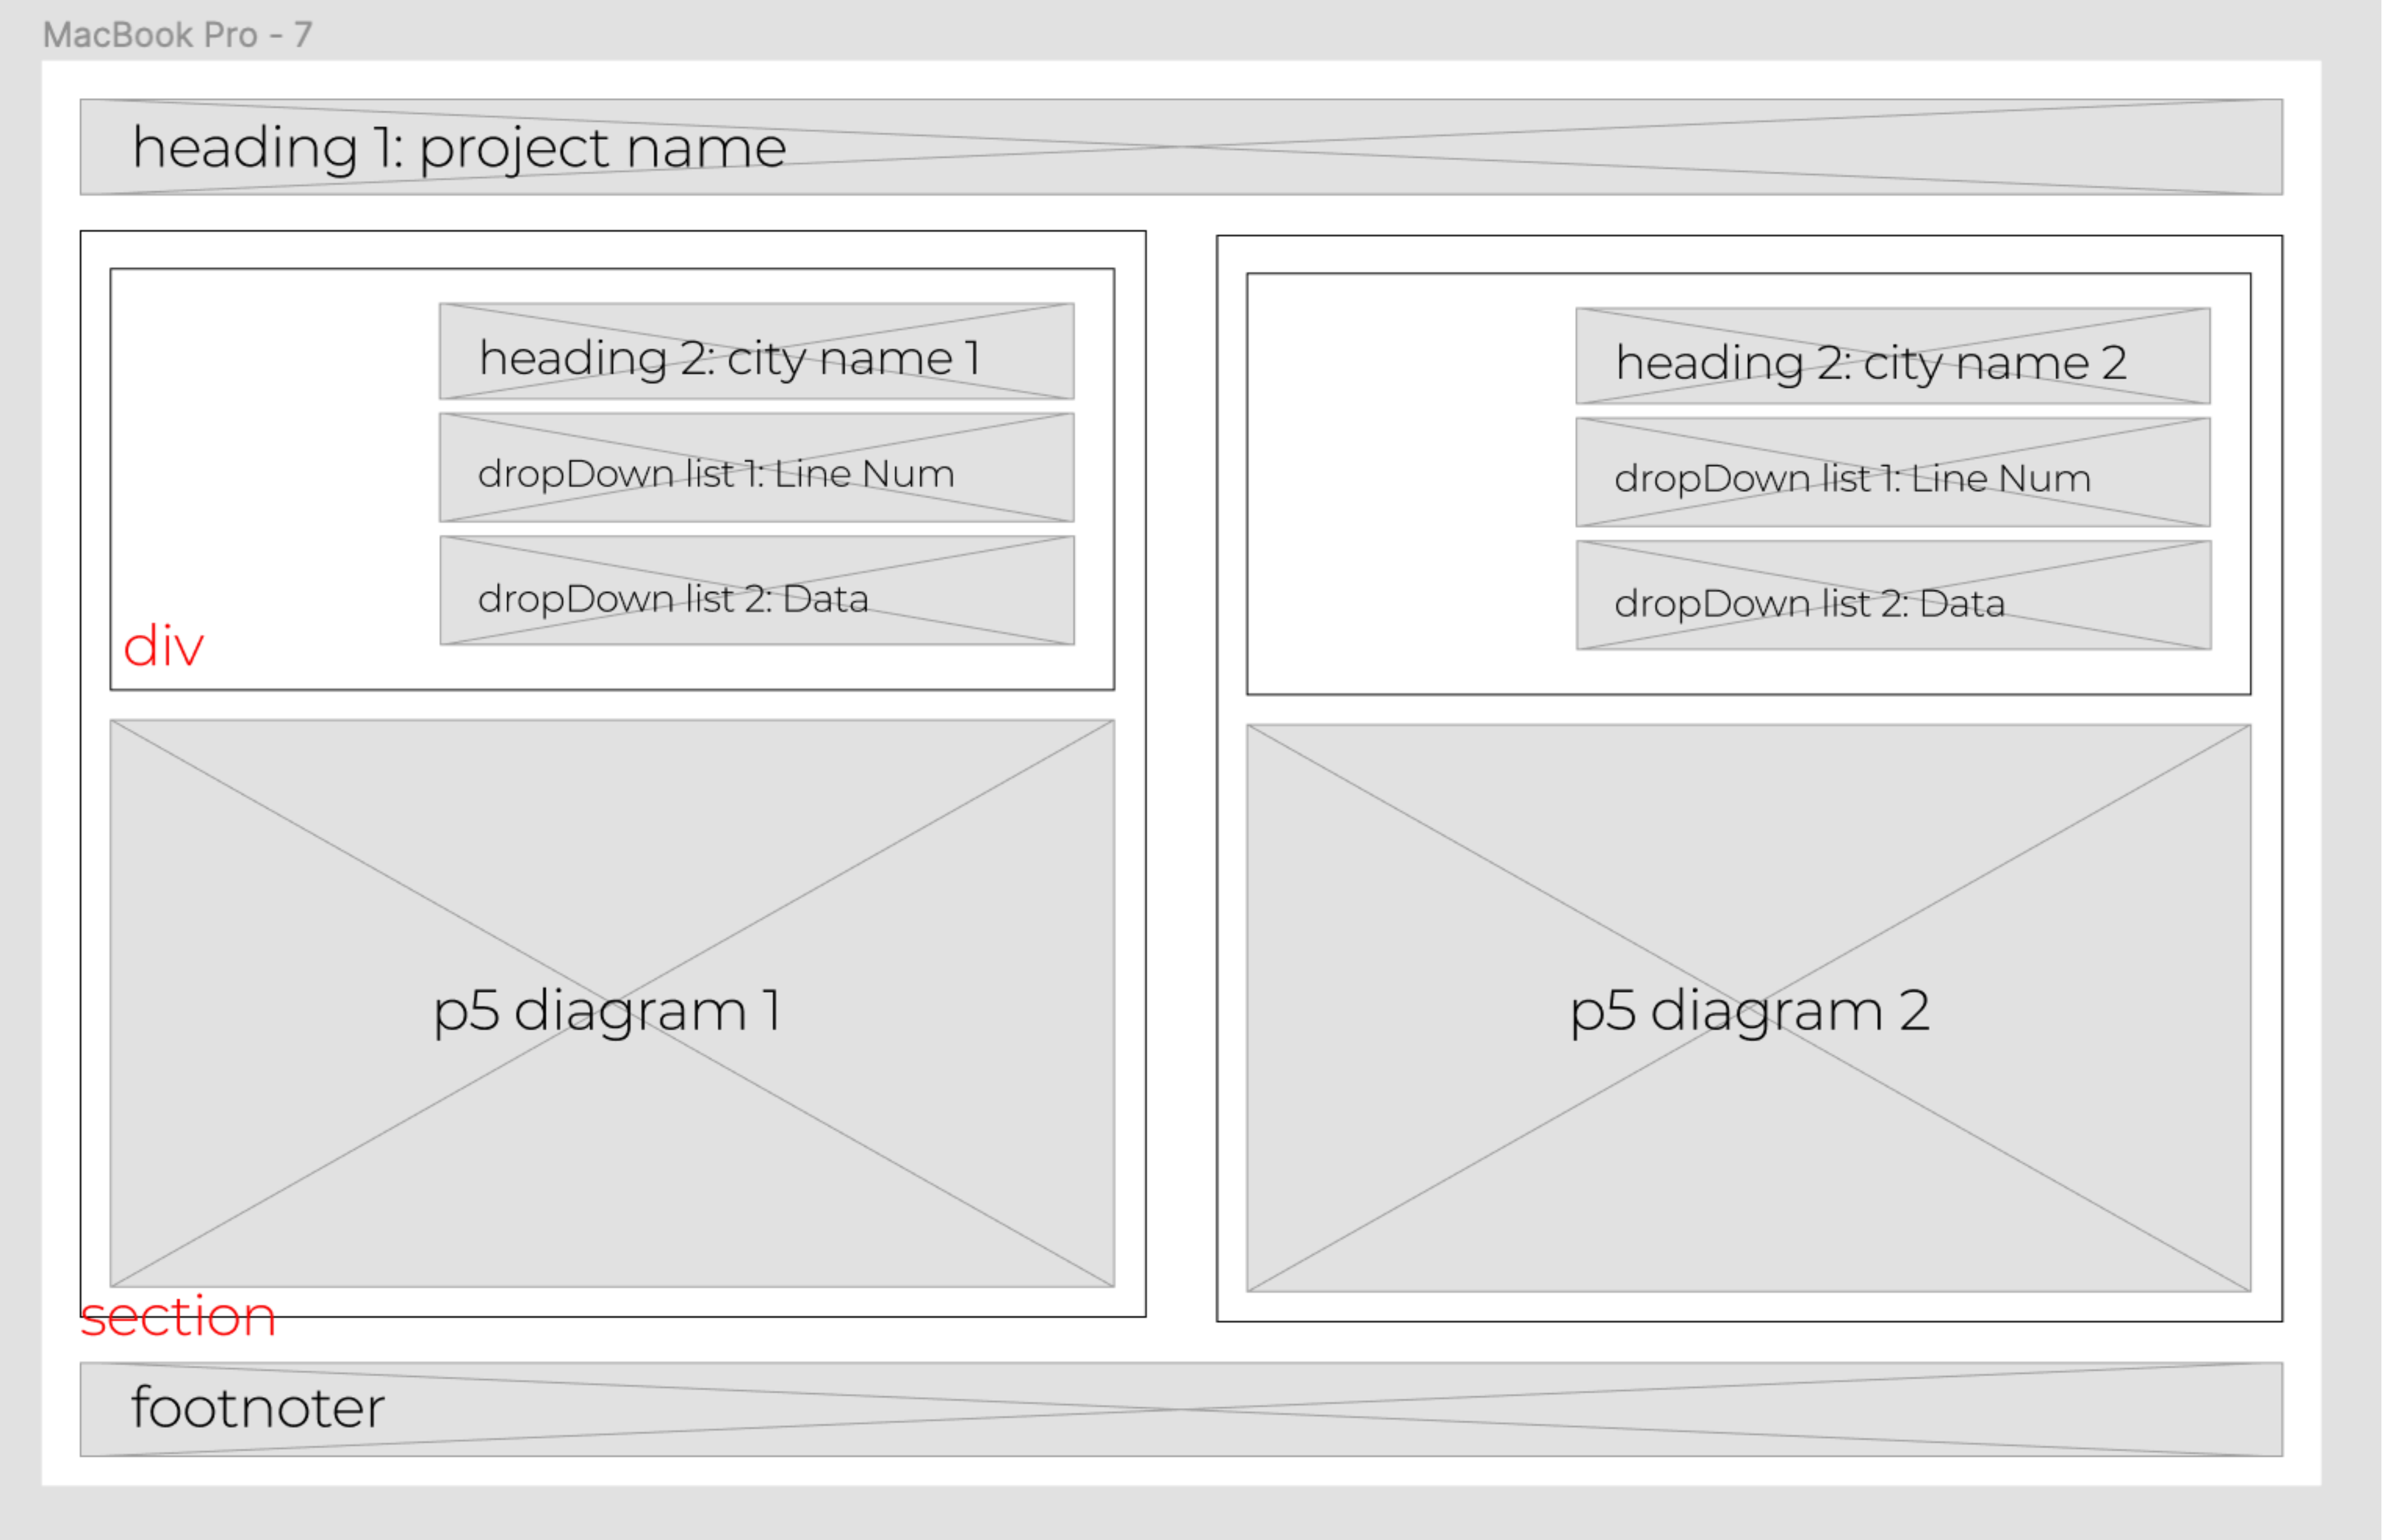 MacBook Pro - 7
heading 1: project name
heading 2: city name 1
dropDown list 1: Line Num
dropDown list 2: Data
div
p5 diagram 1
section
heading 2: city name 2
dropDown list 1: Line Num
dropDown list 2: Data
p5 diagram 2
footnoter